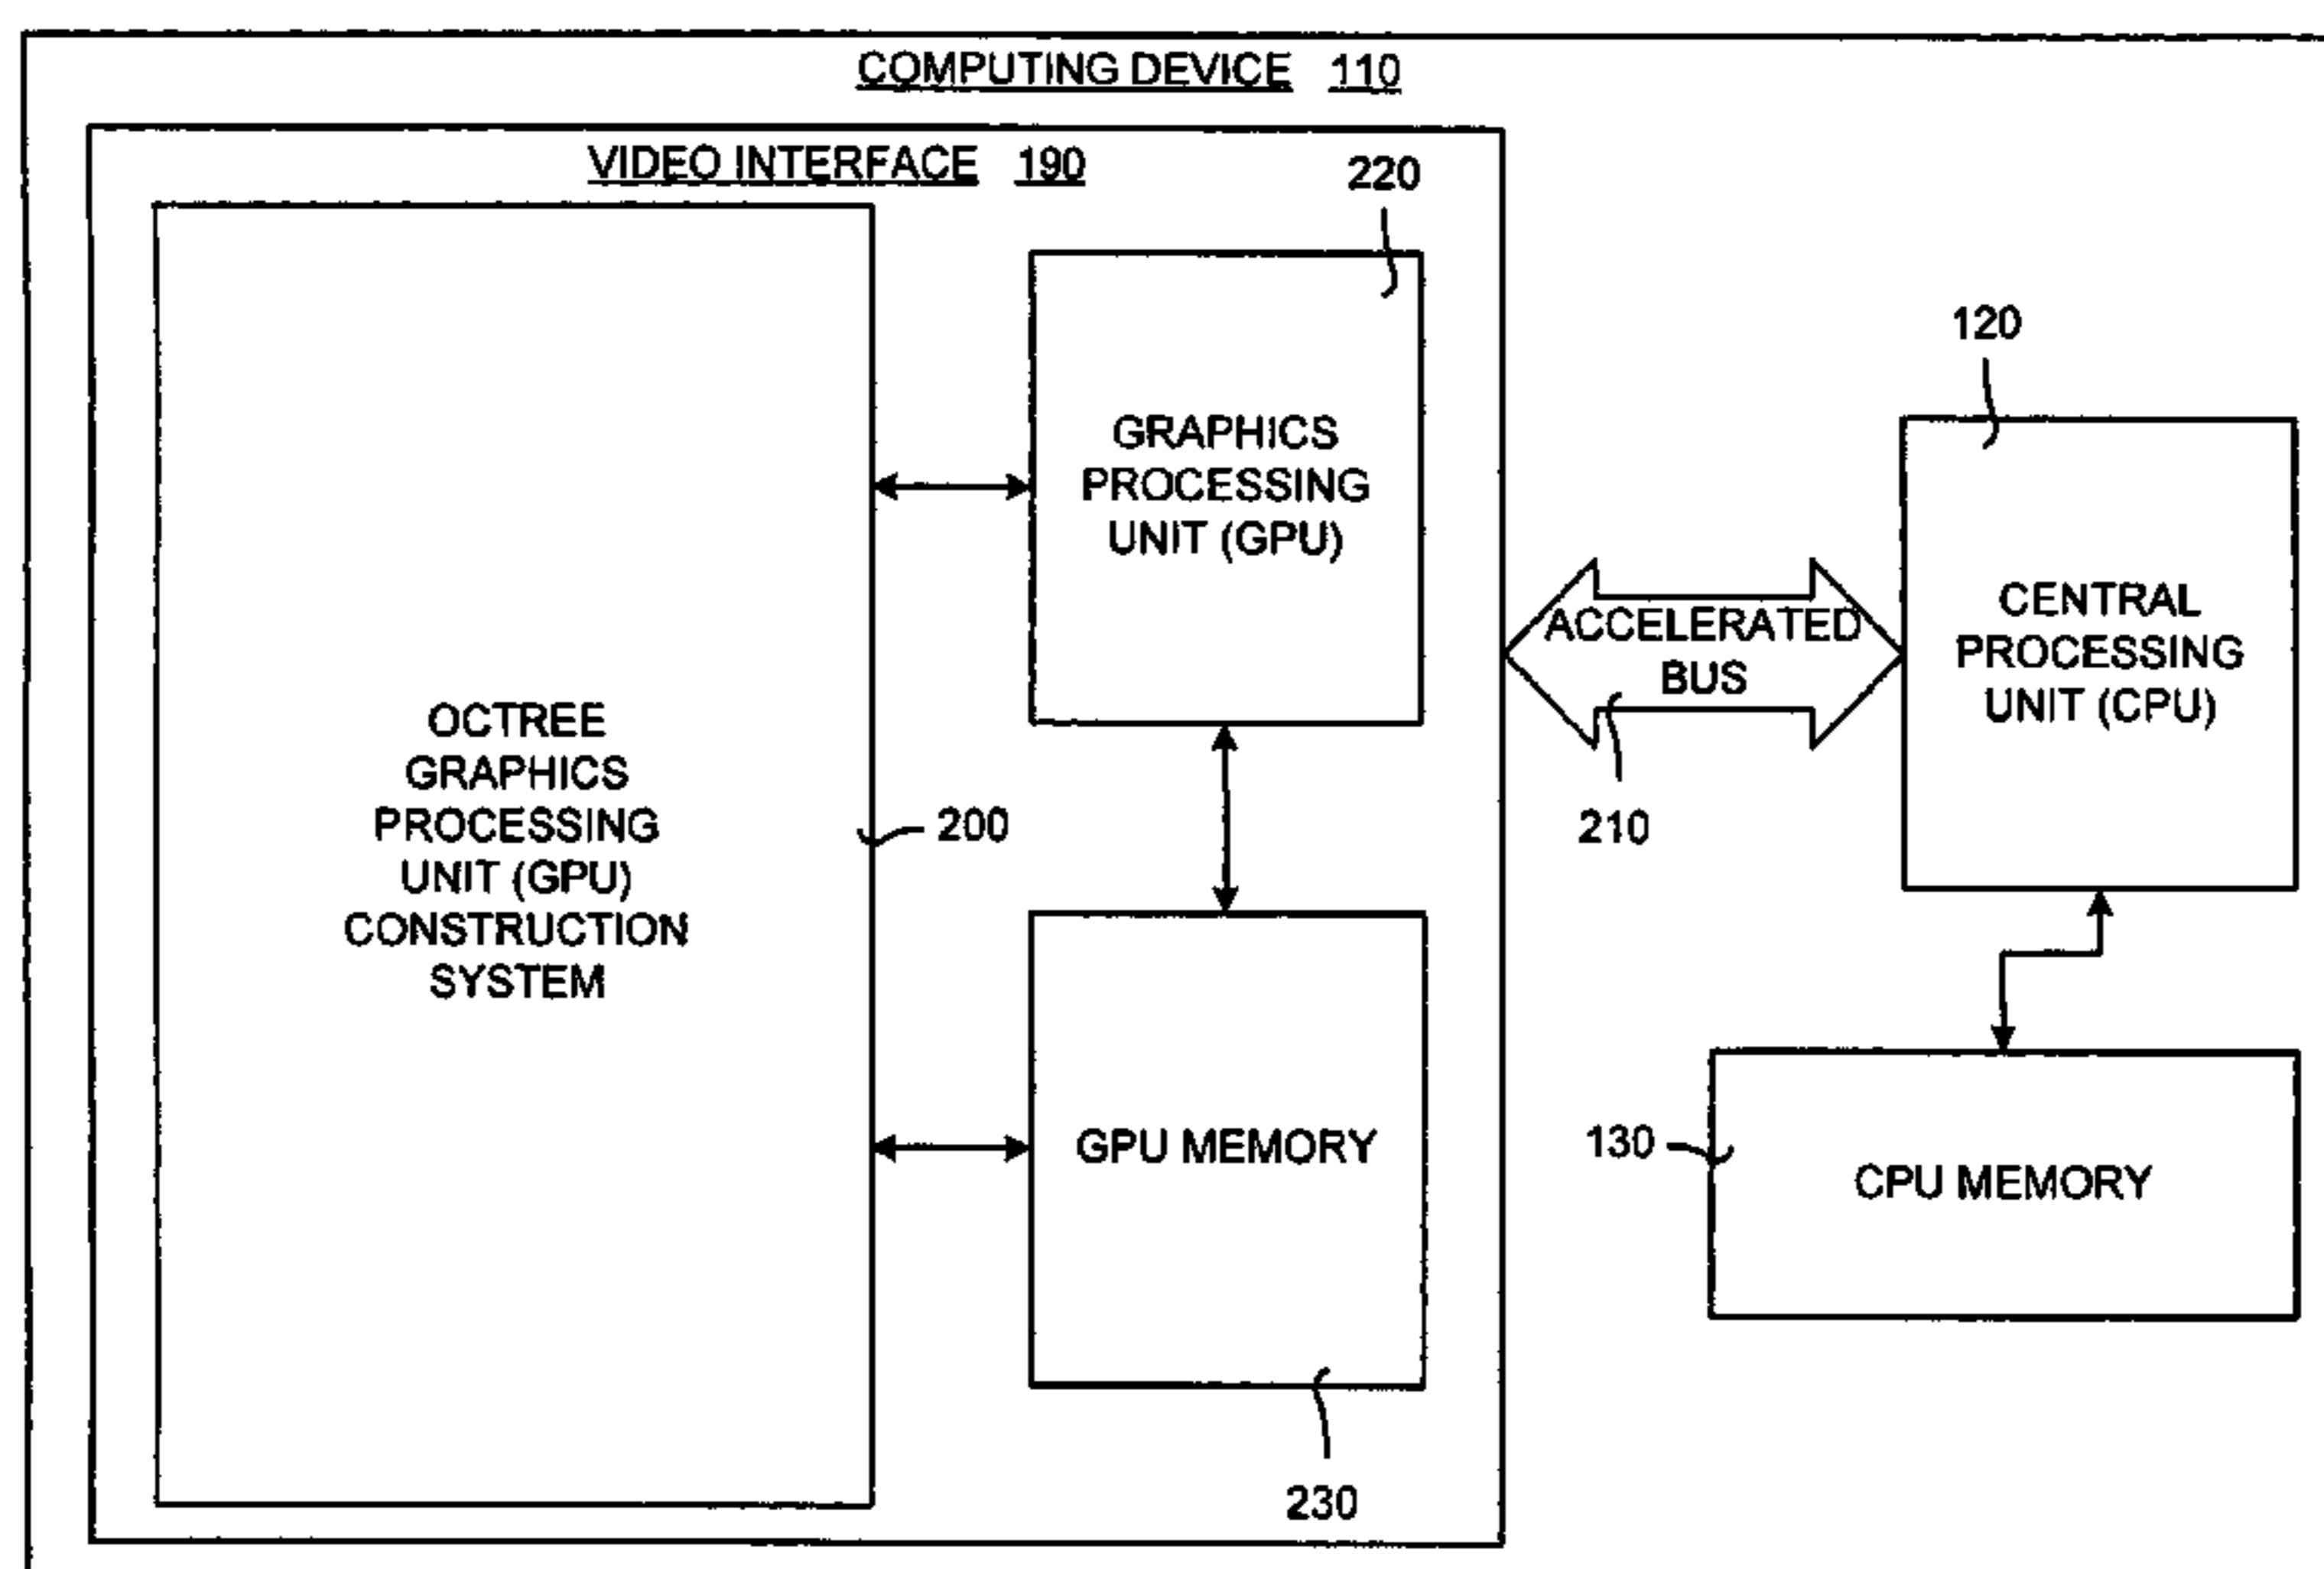 COMPUTING DEVICE 110
VIDEO INTERFACE 190
220
GRAPHICS
PROCESSING
UNIT (GPU)
120
CENTRAL
PROCESSING
UNIT (CPU)
ACCELERATED
BUS
210
OCTREE
GRAPHICS
PROCESSING
UNIT (GPU)
CONSTRUCTION
SYSTEM
200
GPU MEMORY
230
130
CPU MEMORY